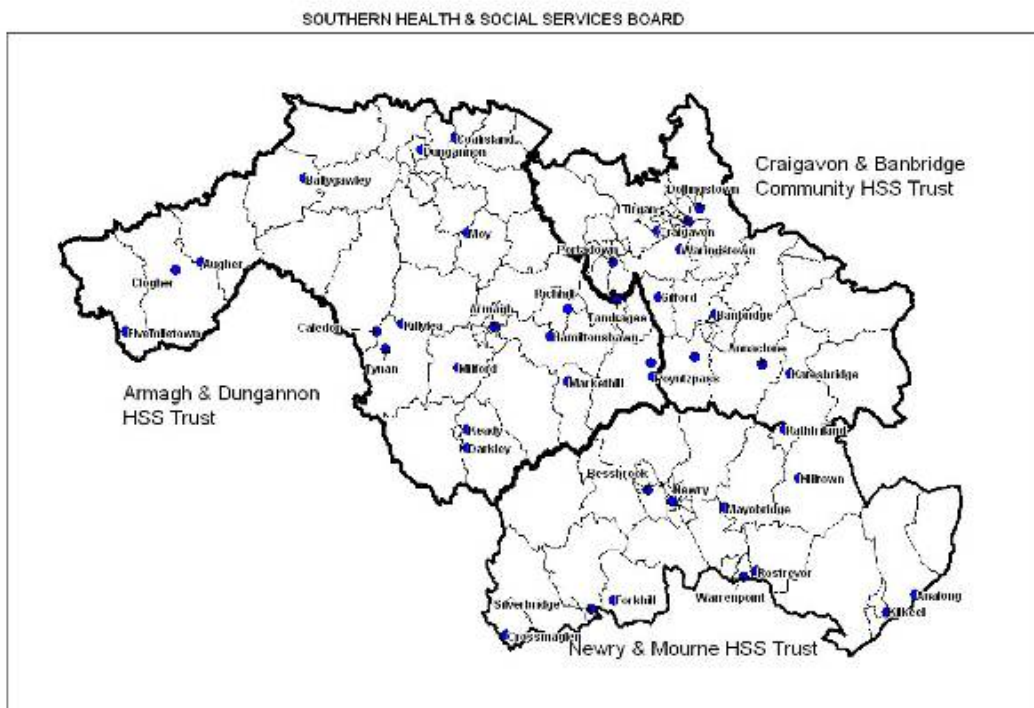 SOUTHERN HEALTH & SOCIAL SERVICES BOARD
Coalisland
Dungannon
Ballygawley
Craigavon & Banbridge
Community HSS Trust
Dollingstown
Lurgan
Craigavon
Waringstown
Moy
Portadown
Augher
Clogher
Richhill
Gilford
Tandragee
Banbridge
Armagh
Caledon
Killylea
Hamiltonsbawn
Fivemiletown
Annaclone
Tynan
Milford
Markethill
Poyntzpass
Katesbridge
Armagh & Dungannon
HSS Trust
Keady
Darkley
Rathfriland
Bessbrook
Newry
Hilltown
Mayobridge
Rostrevor
Warrenpoint
Silverbridge
Forkhill
Annalong
Kilkeel
Crossmaglen
Newry & Mourne HSS Trust